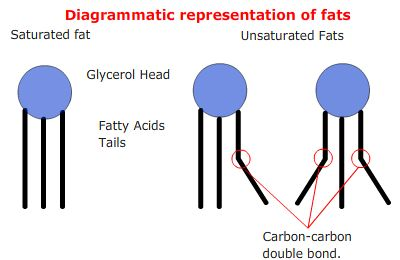 Diagrammatic representation of fats
Saturated fat
Unsaturated Fats
Glycerol Head
Fatty Acids
Tails
Carbon-carbon
double bond.